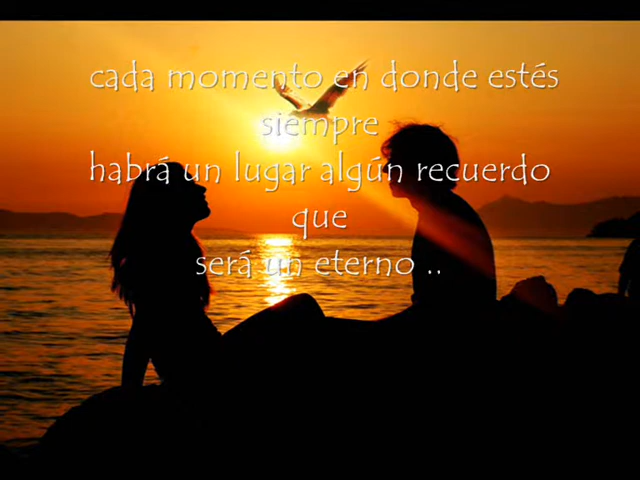 cada momento en donde estés
siempre
habrá un lugar algún recuerdo
que
será un eterno ..